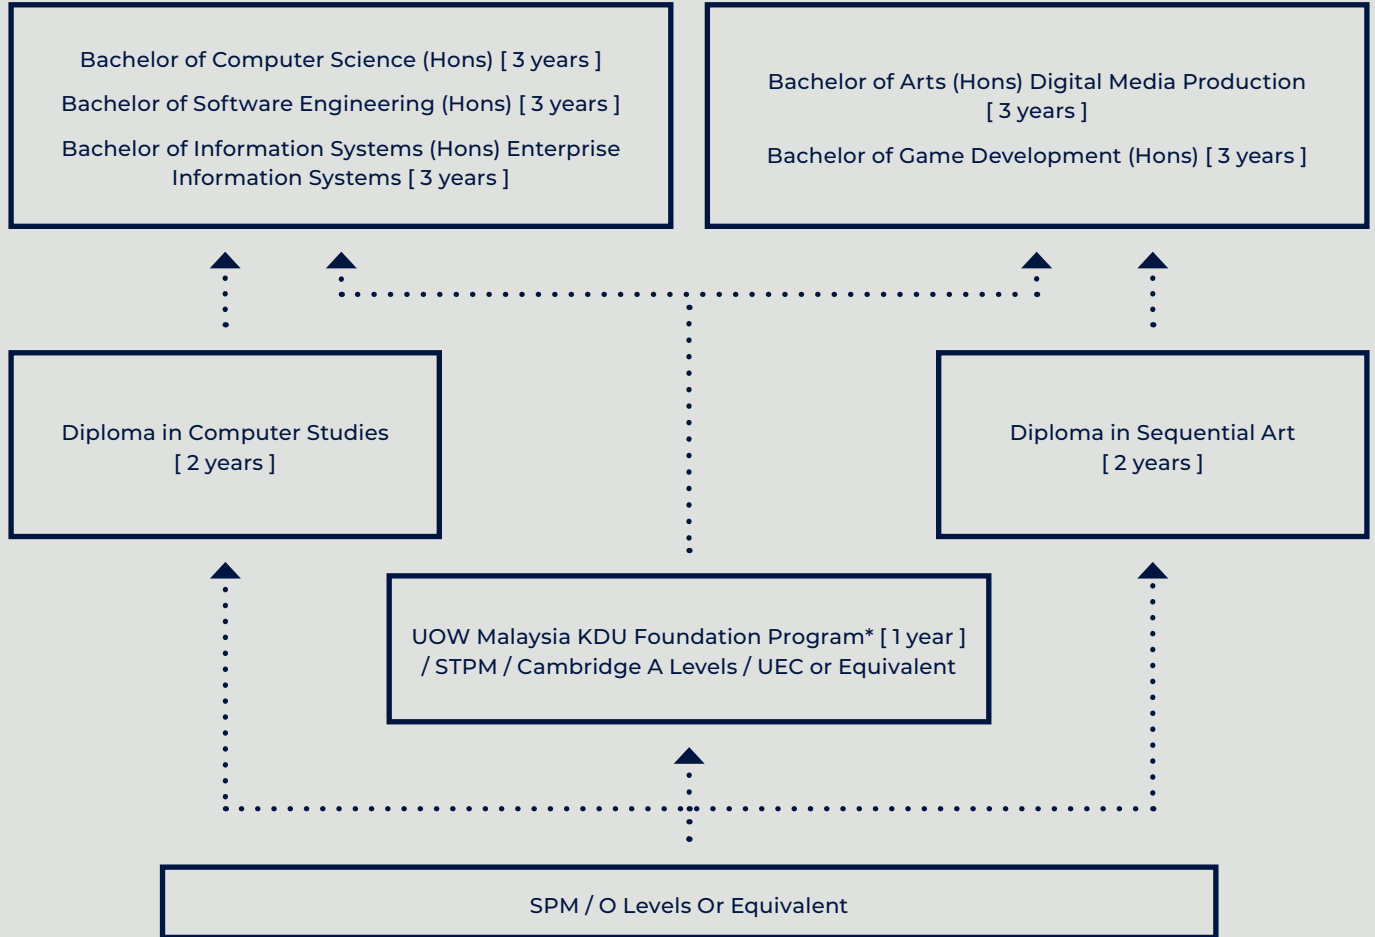 Bachelor of Computer Science (Hons) [ 3 years ]
Bachelor of Software Engineering (Hons) [ 3 years ]
Bachelor of Information Systems (Hons) Enterprise
Information Systems [ 3 years ]
Bachelor of Arts (Hons) Digital Media Production
[ 3 years ]
Bachelor of Game Development (Hons) [ 3 years ]
Diploma in Computer Studies
[ 2 years ]
Diploma in Sequential Art
[ 2 years ]
UOW Malaysia KDU Foundation Program* [ 1 year ]
/ STPM / Cambridge A Levels / UEC or Equivalent
SPM / O Levels Or Equivalent